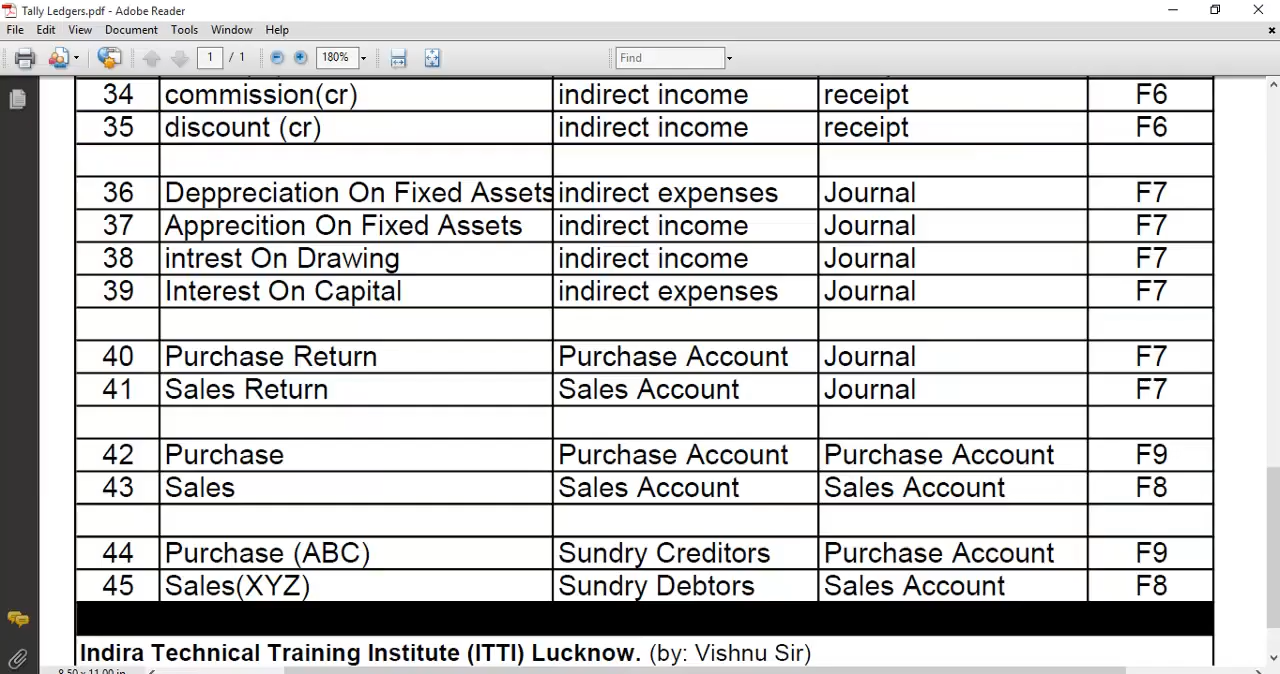 Tally Ledgers.pdf - Adobe Reader
File Edit View Document Tools Window Help
1 / 1 180% Find
34 commission(cr) indirect income receipt F6
35 discount (cr) indirect income receipt F6
36 Deppreciation On Fixed Assets indirect expenses Journal F7
37 Apprecition On Fixed Assets indirect income Journal F7
38 intrest On Drawing indirect income Journal F7
39 Interest On Capital indirect expenses Journal F7
40 Purchase Return Purchase Account Journal F7
41 Sales Return Sales Account Journal F7
42 Purchase Purchase Account Purchase Account F9
43 Sales Sales Account Sales Account F8
44 Purchase (ABC) Sundry Creditors Purchase Account F9
45 Sales(XYZ) Sundry Debtors Sales Account F8
Indira Technical Training Institute (ITTI) Lucknow. (by: Vishnu Sir)
8.50 x 11.00 in